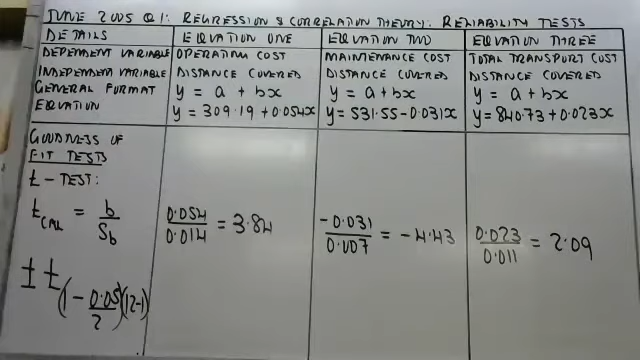 JUNE 2005 Q1: REGRESSION & CORRELATION THEORY: RELIABILITY TESTS
DETAILS EQUATION ONE EQUATION TWO EQUATION THREE
DEPENDENT VARIABLE OPERATION COST MAINTENANCE COST TOTAL TRANSPORT COST
INDEPENDENT VARIABLE DISTANCE COVERED DISTANCE COVERED DISTANCE COVERED
GENERAL FORMAT y = a + bx y = a + bx y = a + bx
EQUATION y = 309.19 + 0.054x y = 531.55 - 0.031x y = 840.73 + 0.023x
GOODNESS OF
FIT TESTS
t - TEST:
t CAL = b/Sb 0.054/0.014 = 3.84 -0.031/0.007 = -4.43 0.023/0.011 = 2.09
± t (1 - 0.05/2)(12-1)